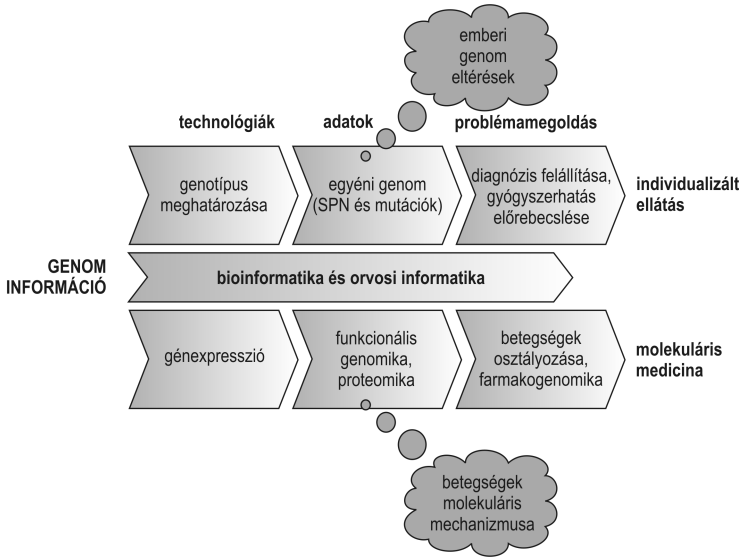 emberi
genom
eltérések
technológiák
adatok
problémamegoldás
genotípus
meghatározása
egyéni genom
(SPN és mutációk)
diagnózis felállítása,
gyógyszerhatás
előrebecslése
individualizált
ellátás
GENOM
INFORMÁCIÓ
bioinformatika és orvosi informatika
génexpresszió
funkcionális
genomika,
proteomika
betegségek
osztályozása,
farmakogenomika
molekuláris
medicina
betegségek
molekuláris
mechanizmusa